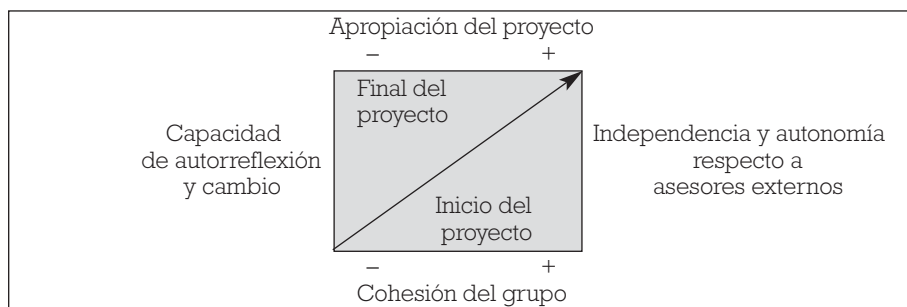 Apropiación del proyecto
– +
Final del
proyecto
Capacidad
de autorreflexión
y cambio
Independencia y autonomía
respecto a
asesores externos
Inicio del
proyecto
– +
Cohesión del grupo